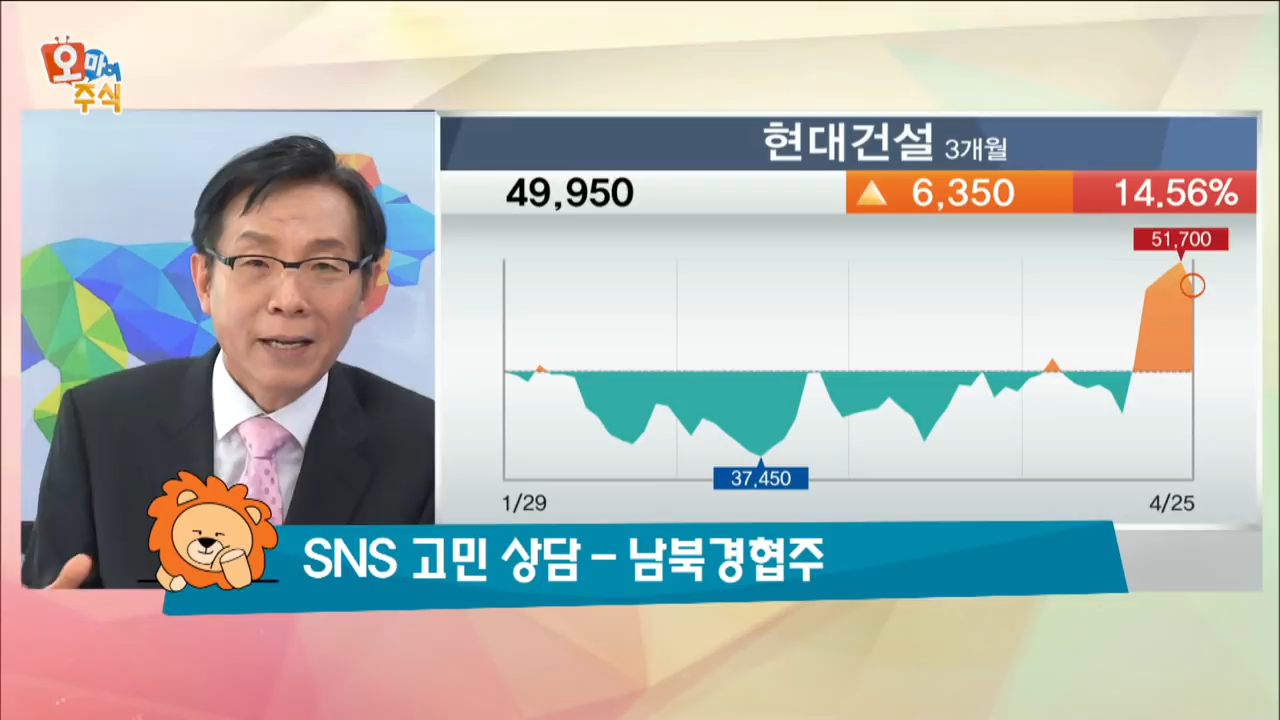 오마이
주식
현대건설 3개월
49,950 ▲ 6,350 14.56%
51,700
37,450
1/29 4/25
SNS 고민 상담 – 남북경협주